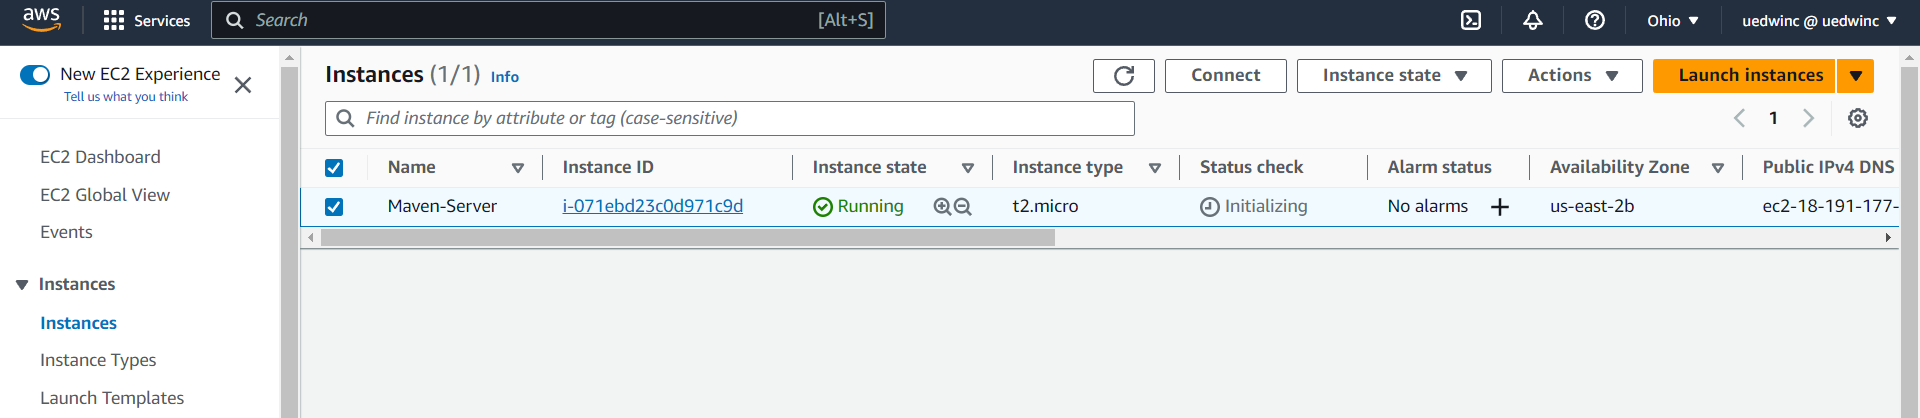 aws Services Search [Alt+S] Ohio uedwinc @ uedwinc
New EC2 Experience
Tell us what you think
EC2 Dashboard
EC2 Global View
Events
Instances
Instances
Instance Types
Launch Templates
Instances (1/1) Info Connect Instance state Actions Launch instances
Find instance by attribute or tag (case-sensitive) 1
Name Instance ID Instance state Instance type Status check Alarm status Availability Zone Public IPv4 DNS
Maven-Server i-071ebd23c0d971c9d Running t2.micro Initializing No alarms us-east-2b ec2-18-191-177-